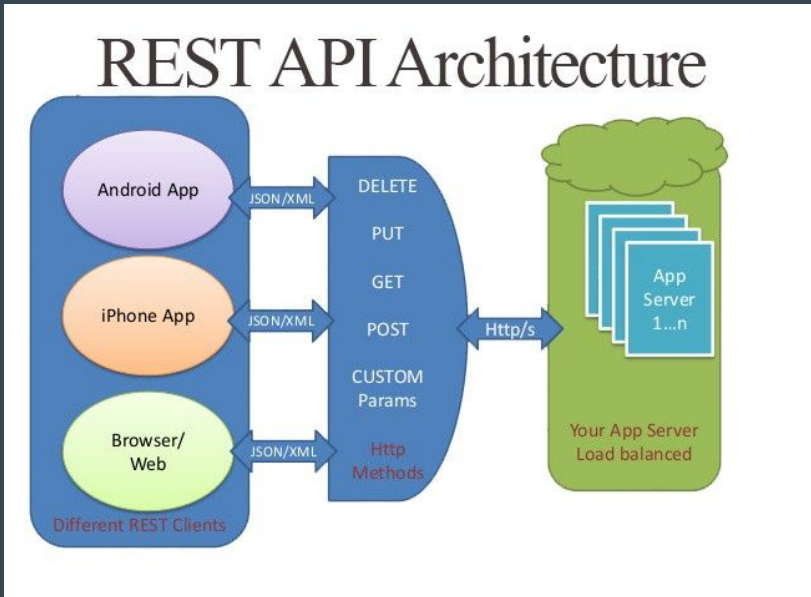 REST API Architecture
Android App
JSON/XML
iPhone App
JSON/XML
Browser/
Web
JSON/XML
Different REST Clients
DELETE
PUT
GET
POST
CUSTOM
Params
Http
Methods
Http/s
App
Server
1...n
Your App Server
Load balanced